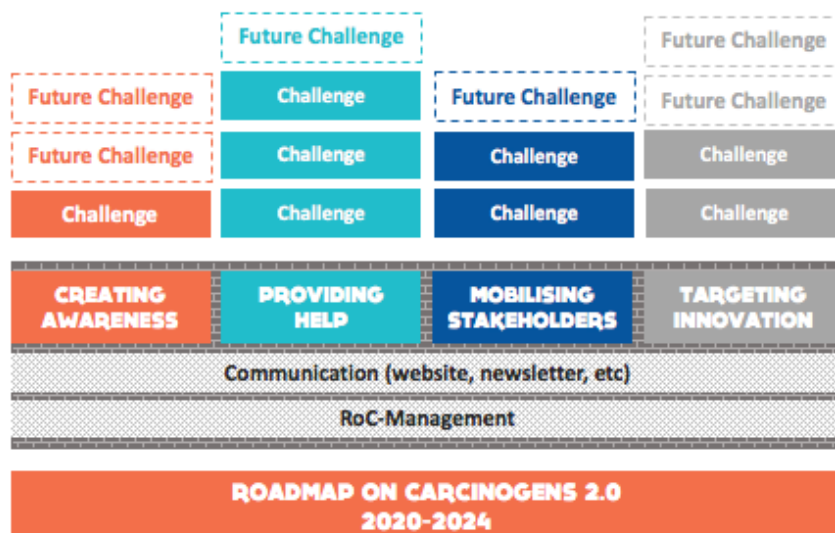 Future Challenge
Future Challenge
Future Challenge
Challenge
Future Challenge
Future Challenge
Future Challenge
Challenge
Challenge
Challenge
Challenge
Challenge
Challenge
Challenge
Challenge
CREATING
AWARENESS
PROVIDING
HELP
MOBILISING
STAKEHOLDERS
TARGETING
INNOVATION
Communication (website, newsletter, etc)
RoC-Management
ROADMAP ON CARCINOGENS 2.0
2020-2024